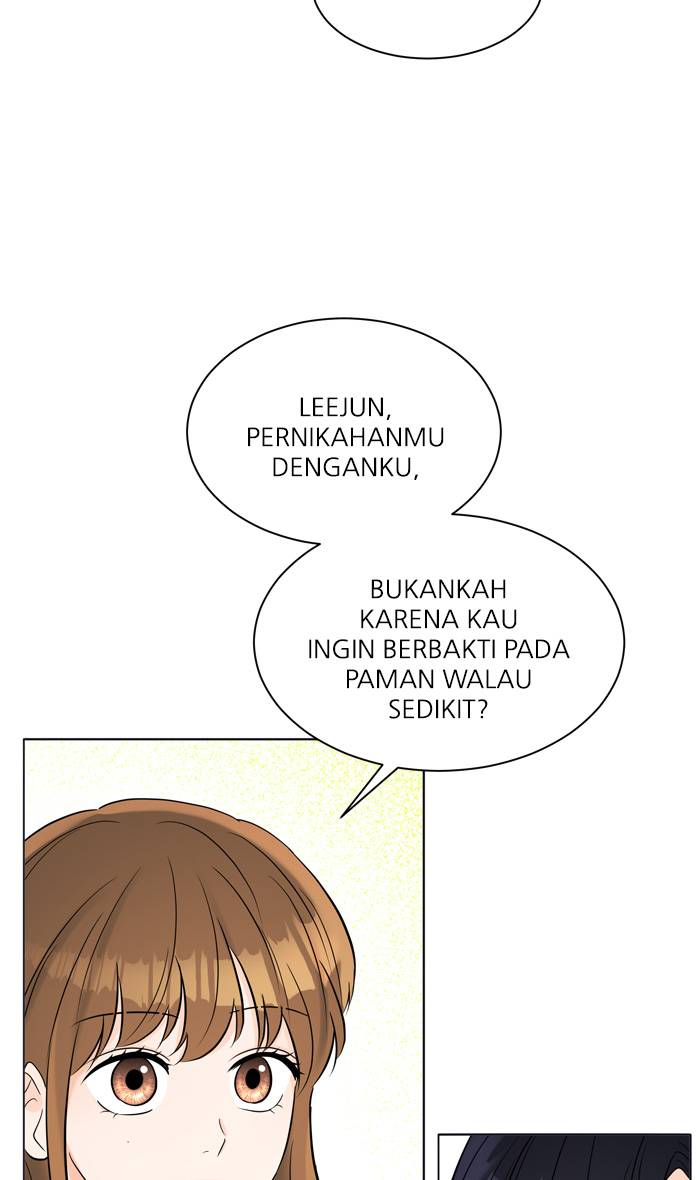 LEEJUN,
PERNIKAHANMU
DENGANKU,
BUKANKAH
KARENA KAU
INGIN BERBAKTI PADA
PAMAN WALAU
SEDIKIT?